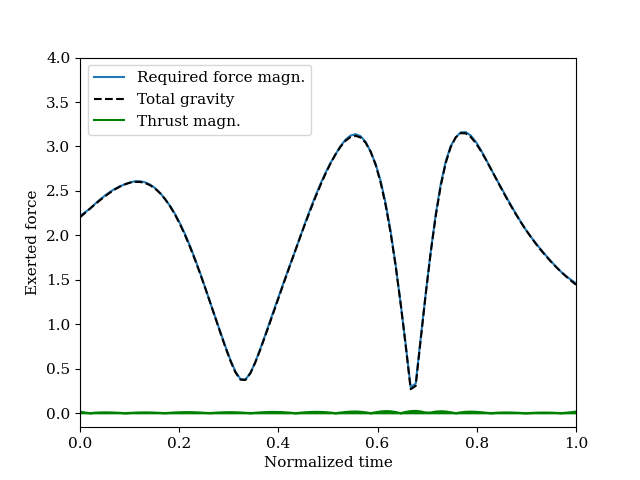 Required force magn.
Total gravity
Thrust magn.
Exerted force
4.0
3.5
3.0
2.5
2.0
1.5
1.0
0.5
0.0
0.0 0.2 0.4 0.6 0.8 1.0
Normalized time